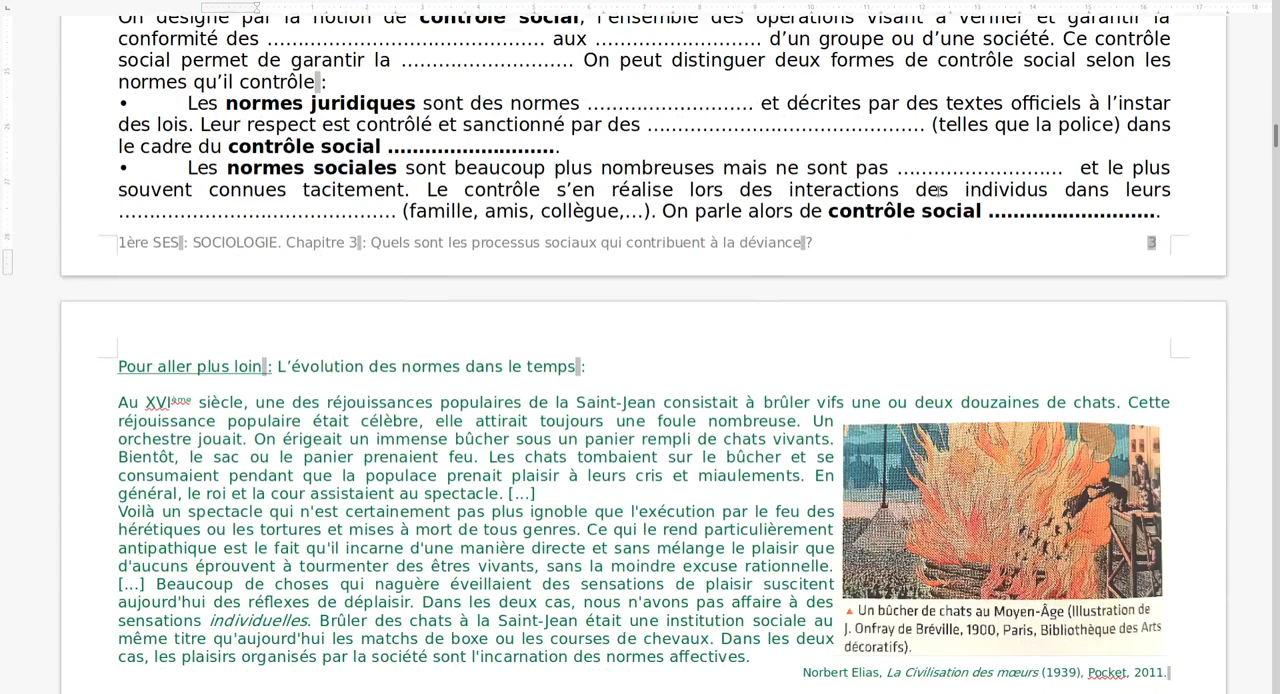 On désigne par la notion de contrôle social, l'ensemble des opérations visant à vérifier et garantir la
conformité des ………………………………………. aux ………………………. d’un groupe ou d’une société. Ce contrôle
social permet de garantir la ………………………. On peut distinguer deux formes de contrôle social selon les
normes qu’il contrôle :
• Les normes juridiques sont des normes ………………………. et décrites par des textes officiels à l’instar
des lois. Leur respect est contrôlé et sanctionné par des ………………………………………. (telles que la police) dans
le cadre du contrôle social ……………………….
• Les normes sociales sont beaucoup plus nombreuses mais ne sont pas ………………………. et le plus
souvent connues tacitement. Le contrôle s’en réalise lors des interactions des individus dans leurs
………………………………………. (famille, amis, collègue,…). On parle alors de contrôle social ……………………….
1ère SES : SOCIOLOGIE. Chapitre 3 : Quels sont les processus sociaux qui contribuent à la déviance ?
3
Pour aller plus loin : L’évolution des normes dans le temps :
Au XVIème siècle, une des réjouissances populaires de la Saint-Jean consistait à brûler vifs une ou deux douzaines de chats. Cette
réjouissance populaire était célèbre, elle attirait toujours une foule nombreuse. Un
orchestre jouait. On érigeait un immense bûcher sous un panier rempli de chats vivants.
Bientôt, le sac ou le panier prenaient feu. Les chats tombaient sur le bûcher et se
consumaient pendant que la populace prenait plaisir à leurs cris et miaulements. En
général, le roi et la cour assistaient au spectacle. [...]
Voilà un spectacle qui n'est certainement pas plus ignoble que l'exécution par le feu des
hérétiques ou les tortures et mises à mort de tous genres. Ce qui le rend particulièrement
antipathique est le fait qu'il incarne d'une manière directe et sans mélange le plaisir que
d'aucuns éprouvent à tourmenter des êtres vivants, sans la moindre excuse rationnelle.
[...] Beaucoup de choses qui naguère éveillaient des sensations de plaisir suscitent
aujourd'hui des réflexes de déplaisir. Dans les deux cas, nous n'avons pas affaire à des
sensations individuelles. Brûler des chats à la Saint-Jean était une institution sociale au
même titre qu'aujourd'hui les matchs de boxe ou les courses de chevaux. Dans les deux
cas, les plaisirs organisés par la société sont l'incarnation des normes affectives.
▲ Un bûcher de chats au Moyen-Âge (Illustration de
J. Onfray de Bréville, 1900, Paris, Bibliothèque des Arts
décoratifs).
Norbert Elias, La Civilisation des mœurs (1939), Pocket, 2011.